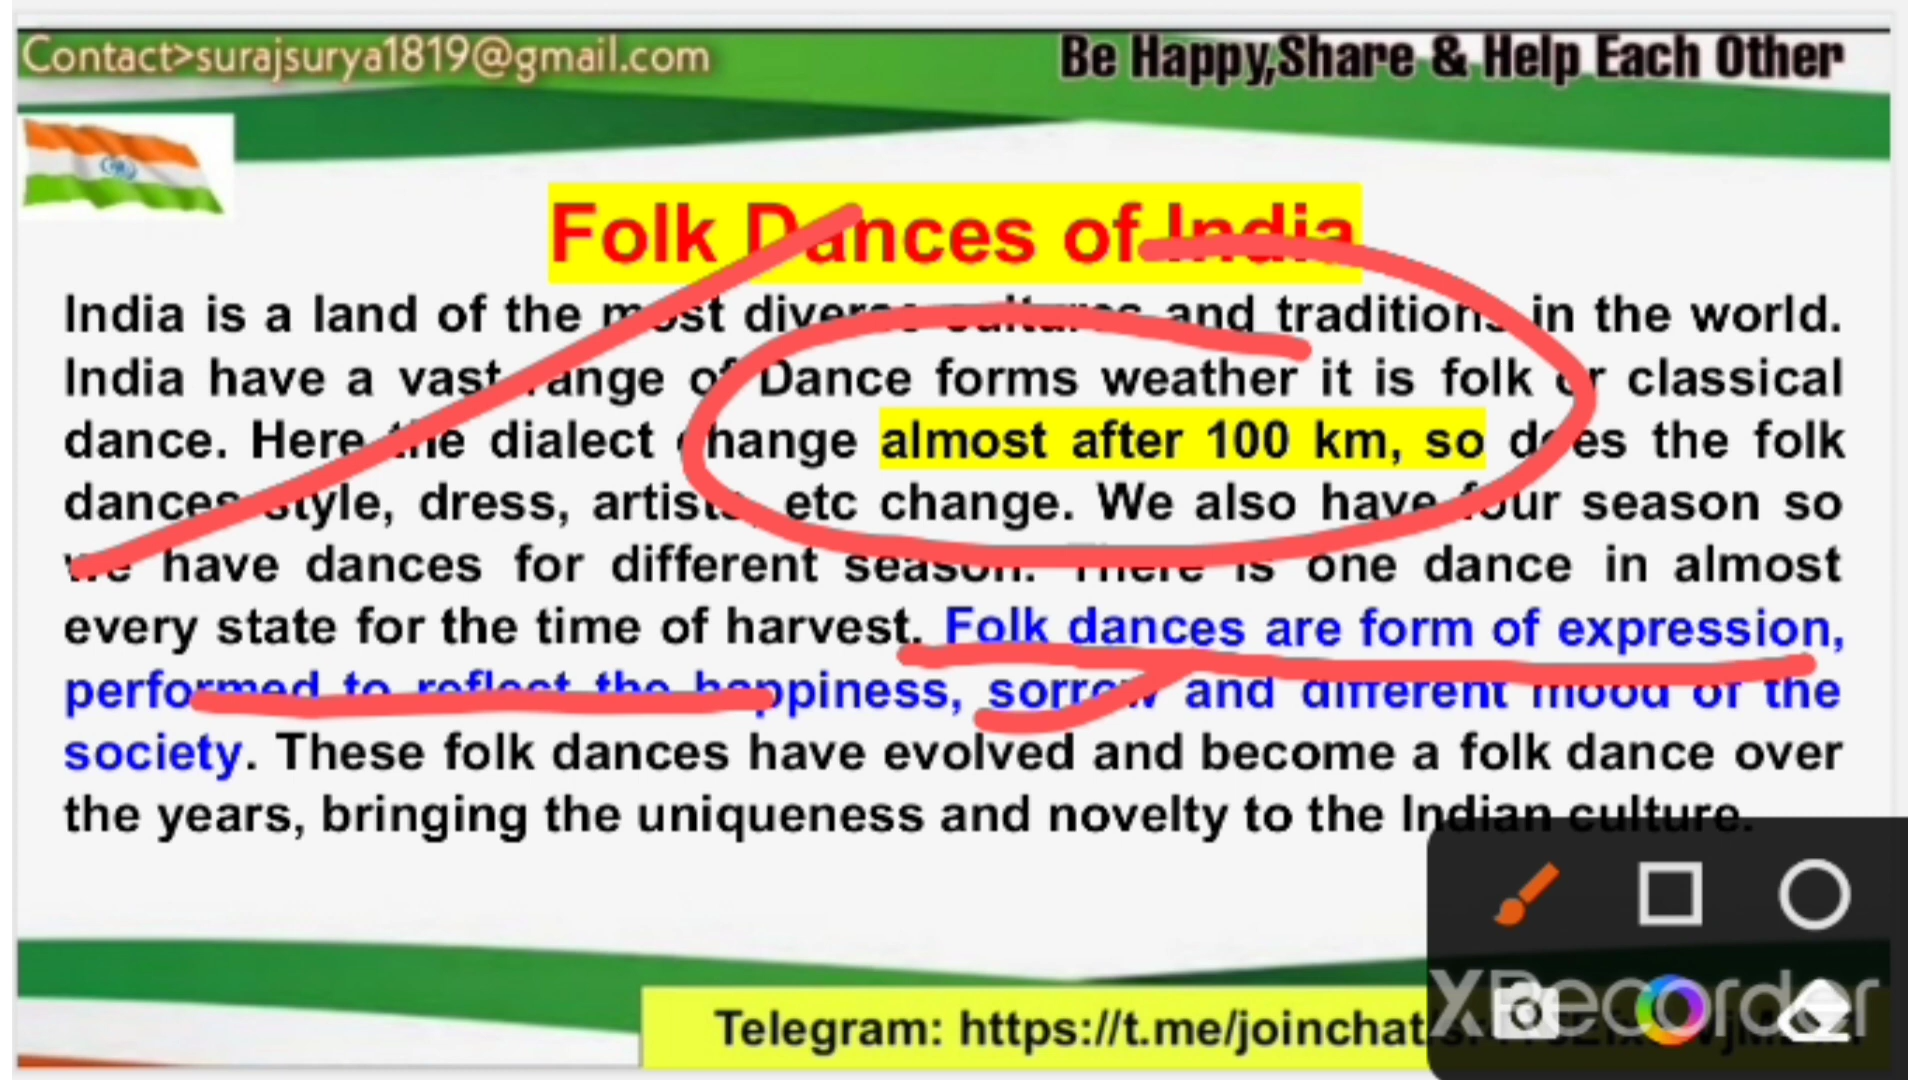 Contact>surajsurya1819@gmail.com
Be Happy,Share & Help Each Other
Folk Dances of India
India is a land of the most diverse cultures and traditions in the world.
India have a vast range of Dance forms weather it is folk or classical
dance. Here the dialect change almost after 100 km, so does the folk
dances style, dress, artists, etc change. We also have four season so
we have dances for different season. There is one dance in almost
every state for the time of harvest. Folk dances are form of expression,
performed to reflect the happiness, sorrow and different mood of the
society. These folk dances have evolved and become a folk dance over
the years, bringing the uniqueness and novelty to the Indian culture.
Telegram: https://t.me/joinchat/
XRecorder